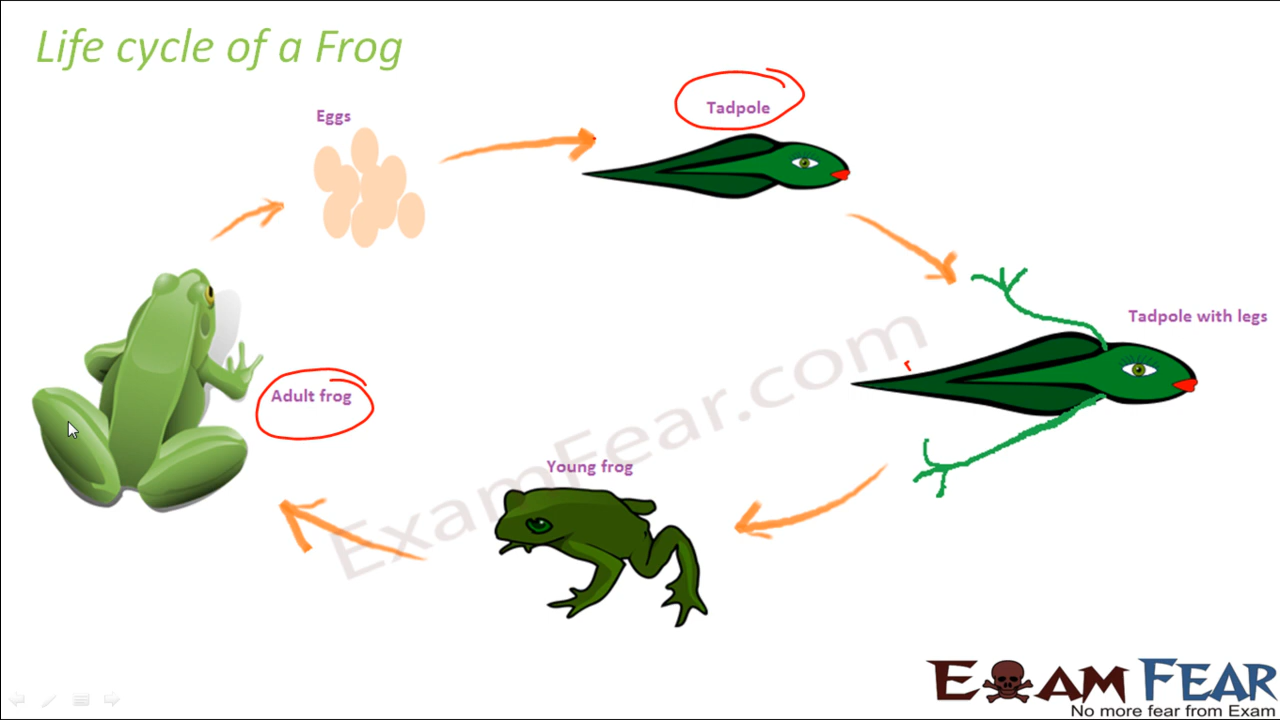 Life cycle of a Frog
Eggs
Tadpole
Tadpole with legs
Adult frog
Young frog
ExamFear.com
EXAM FEAR
No more fear from Exam